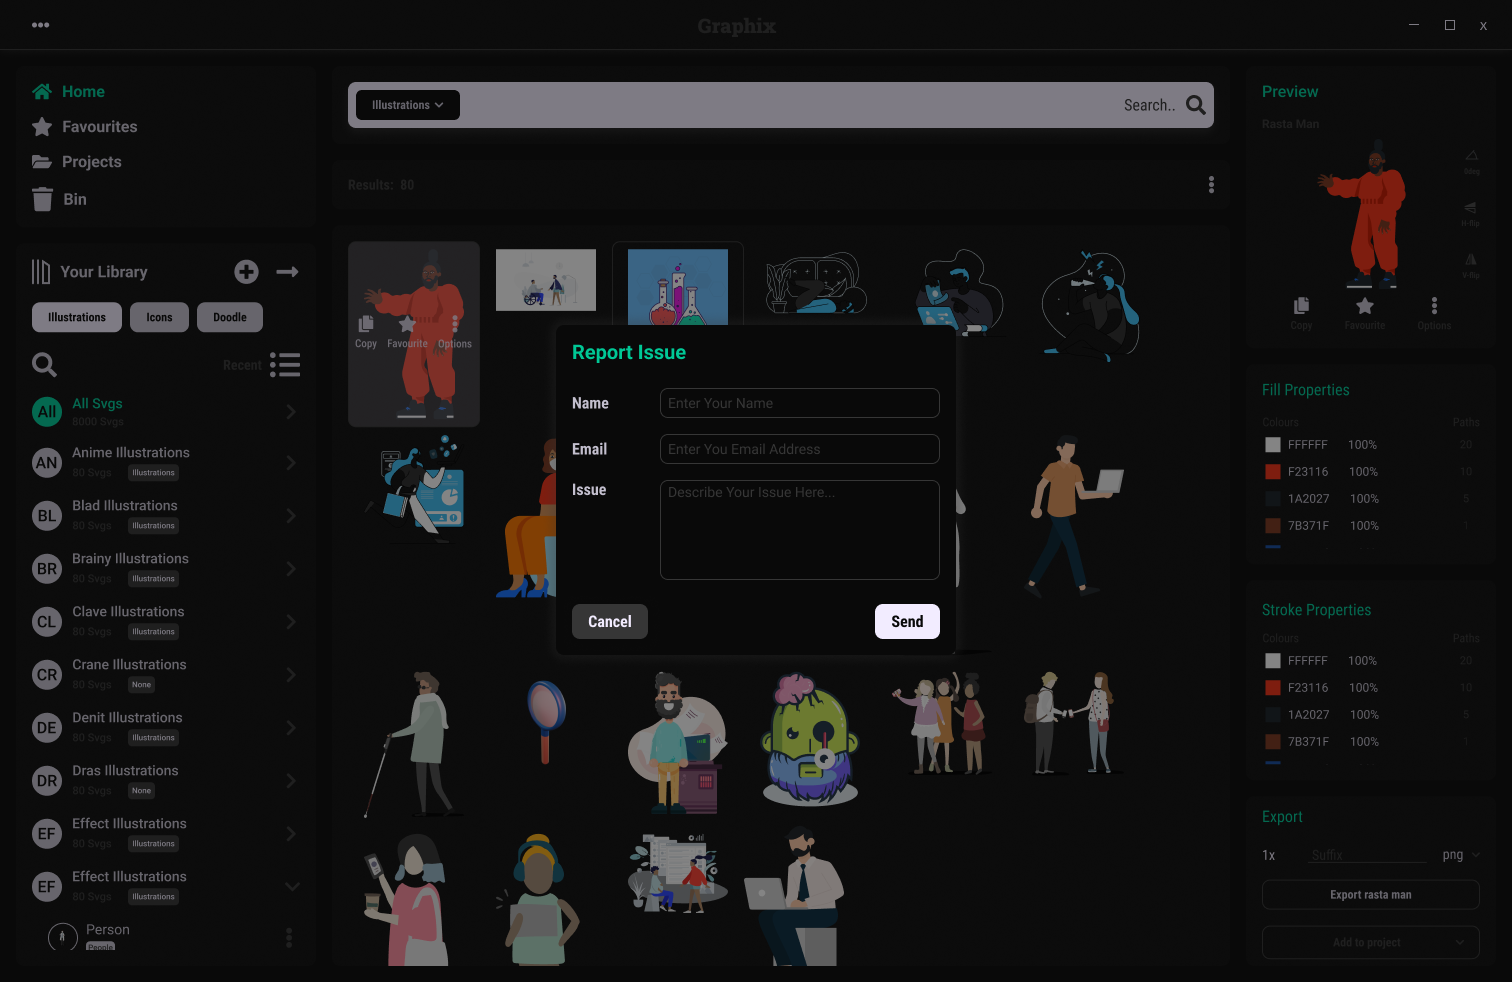 Graphix
x
Home
Favourites
Projects
Bin
Your Library
Illustrations Icons Doodle
Recent
All All Svgs
8000 Svgs
AN Anime Illustrations
80 Svgs Illustrations
BL Blad Illustrations
80 Svgs Illustrations
BR Brainy Illustrations
80 Svgs Illustrations
CL Clave Illustrations
80 Svgs Illustrations
CR Crane Illustrations
80 Svgs None
DE Denit Illustrations
80 Svgs Illustrations
DR Dras Illustrations
80 Svgs None
EF Effect Illustrations
80 Svgs Illustrations
EF Effect Illustrations
80 Svgs Illustrations
Person
People
Illustrations Search..
Results: 80
Copy Favourite Options
Report Issue
Name Enter Your Name
Email Enter You Email Address
Issue Describe Your Issue Here...
Cancel Send
Preview
Rasta Man
0deg
H-flip
V-flip
Copy Favourite Options
Fill Properties
Colours Paths
FFFFFF 100% 20
F23116 100% 10
1A2027 100% 5
7B371F 100% 1
Stroke Properties
Colours Paths
FFFFFF 100% 20
F23116 100% 10
1A2027 100% 5
7B371F 100% 1
Export
1x Suffix png
Export rasta man
Add to project